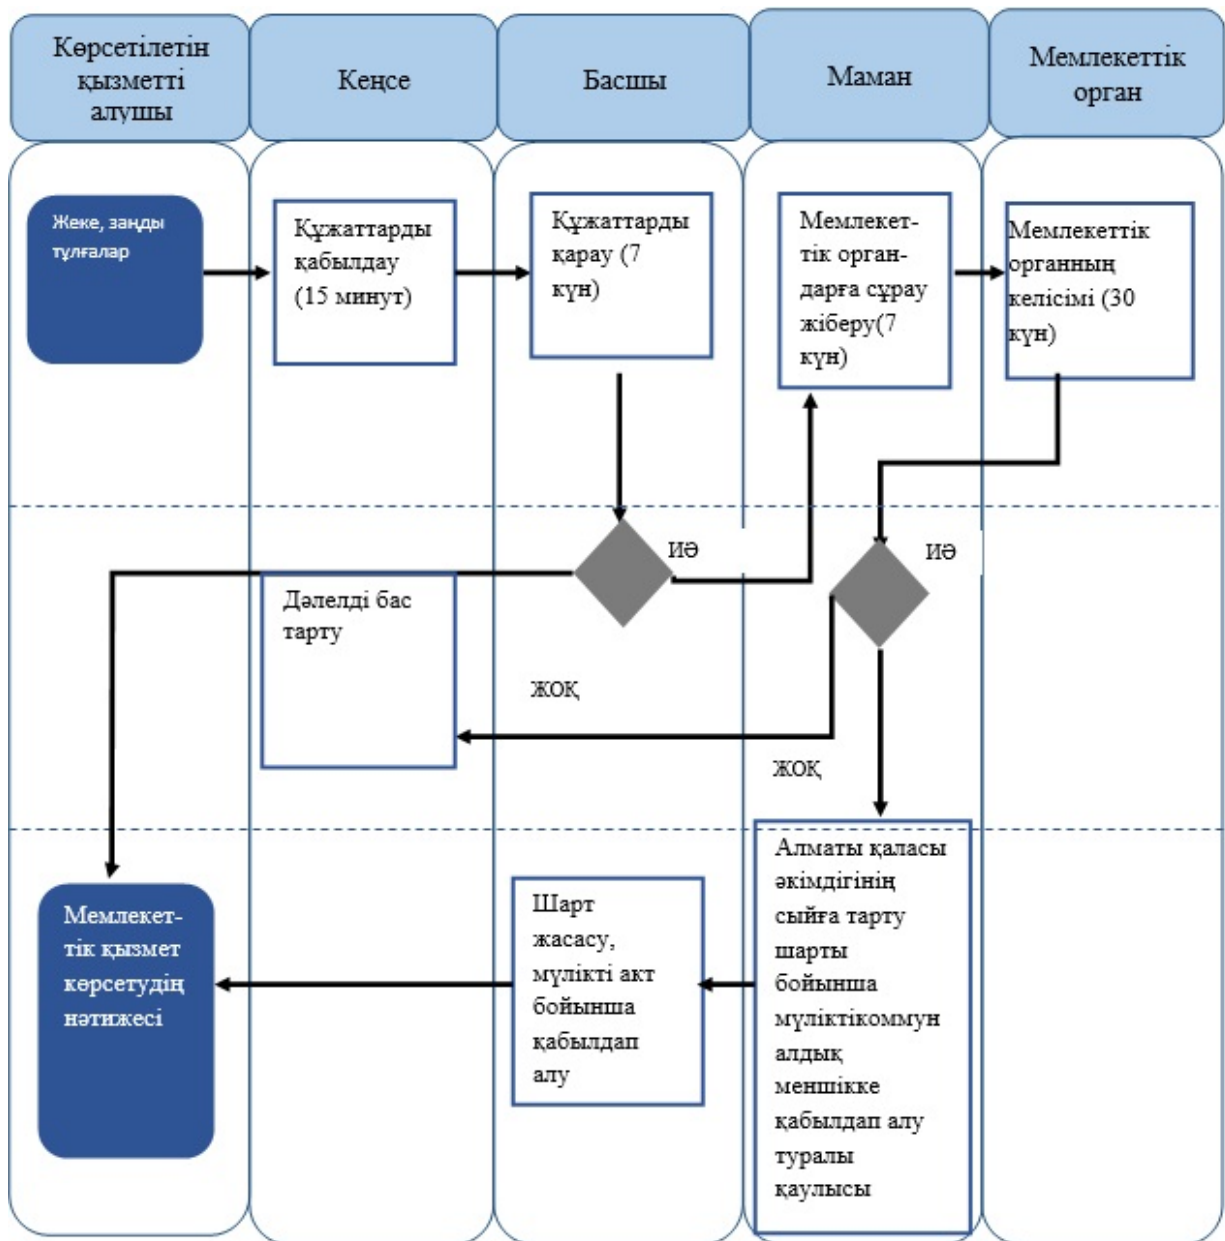 Көрсетілетін
қызметті
алушы
Кеңсе
Басшы
Маман
Мемлекеттік
орган
Жеке, заңды
тұлғалар
Құжаттарды
қабылдау
(15 минут)
Құжаттарды
қарау (7
күн)
Мемлекет-
тік орган-
дарға сұрау
жіберу(7
күн)
Мемлекеттік
органның
келісімі (30
күн)
ИӘ
ИӘ
Дәлелді бас
тарту
ЖОҚ
ЖОҚ
Мемлекет-
тік қызмет
көрсетудің
нәтижесі
Шарт
жасасу,
мүлікті акт
бойынша
қабылдап
алу
Алматы қаласы
әкімдігінің
сыйға тарту
шарты
бойынша
мүліктікоммун
алдық
меншікке
қабылдап алу
туралы
қаулысы